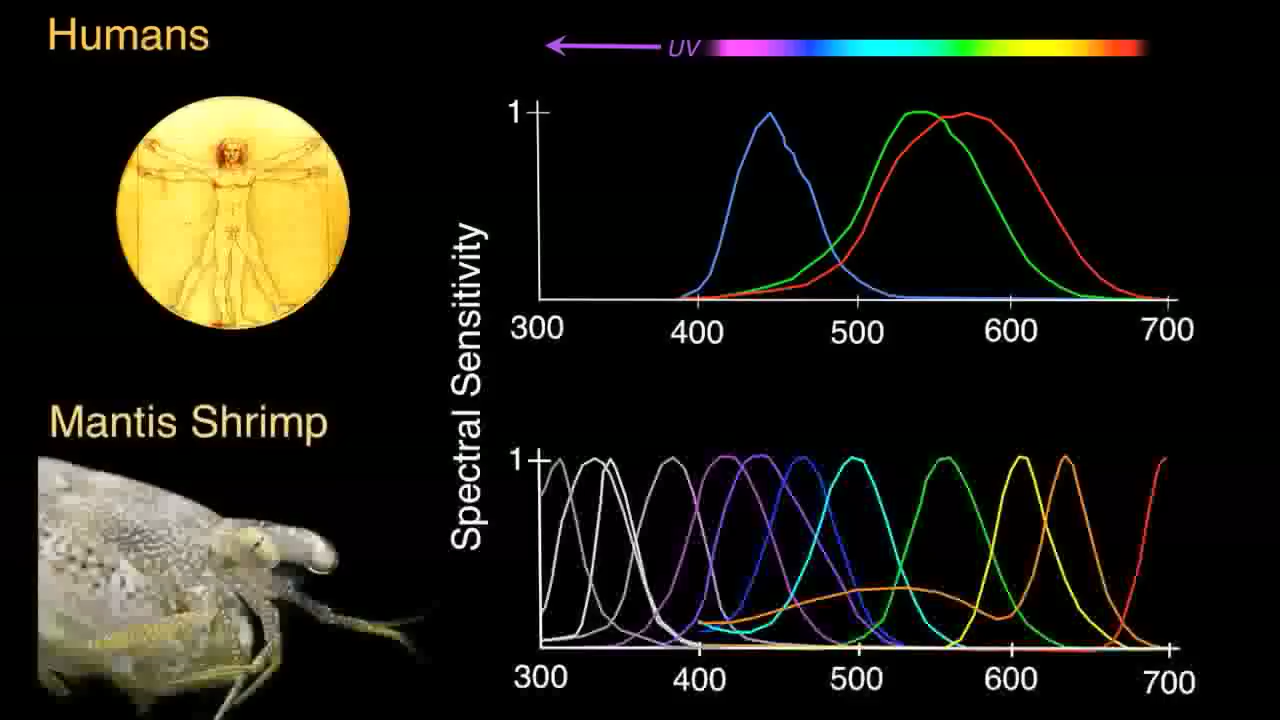 Humans
UV
1
300 400 500 600 700
Spectral Sensitivity
Mantis Shrimp
1
300 400 500 600 700